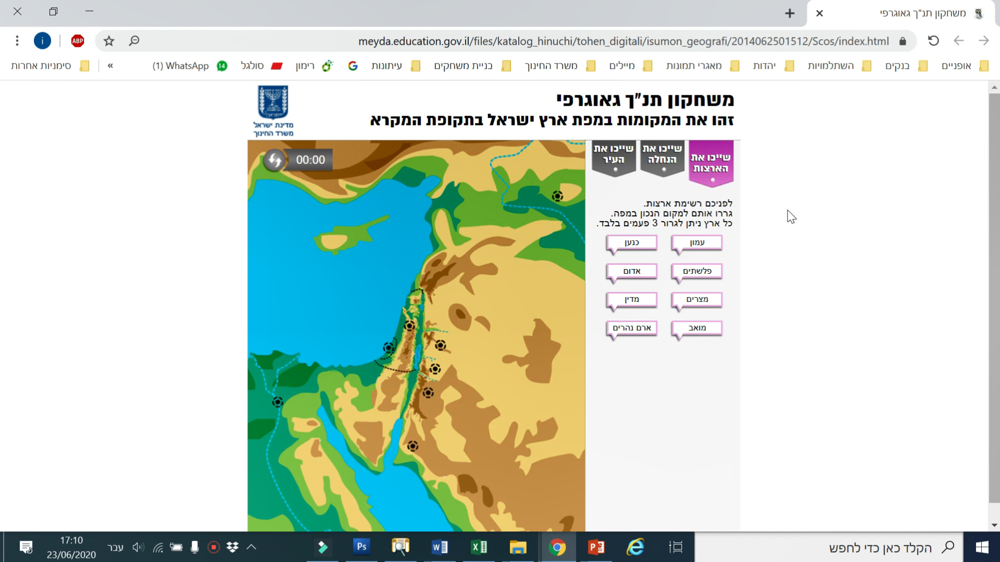 משחקון תנ"ך גאוגרפי
meyda.education.gov.il/files/katalog_hinuchi/tohen_digitali/isumon_geografi/2014062501512/Scos/index.html
ABP
i
אופניים
בנקים
השתלמויות
יהדות
מאגרי תמונות
מיילים
משרד החינוך
בניית משחקים
עיתונות
G
רימון
סולגל
14
(1) WhatsApp
«
סימניות אחרות
משחקון תנ"ך גאוגרפי
זהו את המקומות במפת ארץ ישראל בתקופת המקרא
מדינת ישראל
משרד החינוך
00:00
שייכו את
הארצות
שייכו את
הנחלה
שייכו את
העיר
לפניכם רשימת ארצות.
גררו אותם למקום הנכון במפה.
כל ארץ ניתן לגרור 3 פעמים בלבד.
עמון
כנען
פלשתים
אדום
מצרים
מדין
מואב
ארם נהרים
הקלד כאן כדי לחפש
Ps
עבר
17:10
23/06/2020